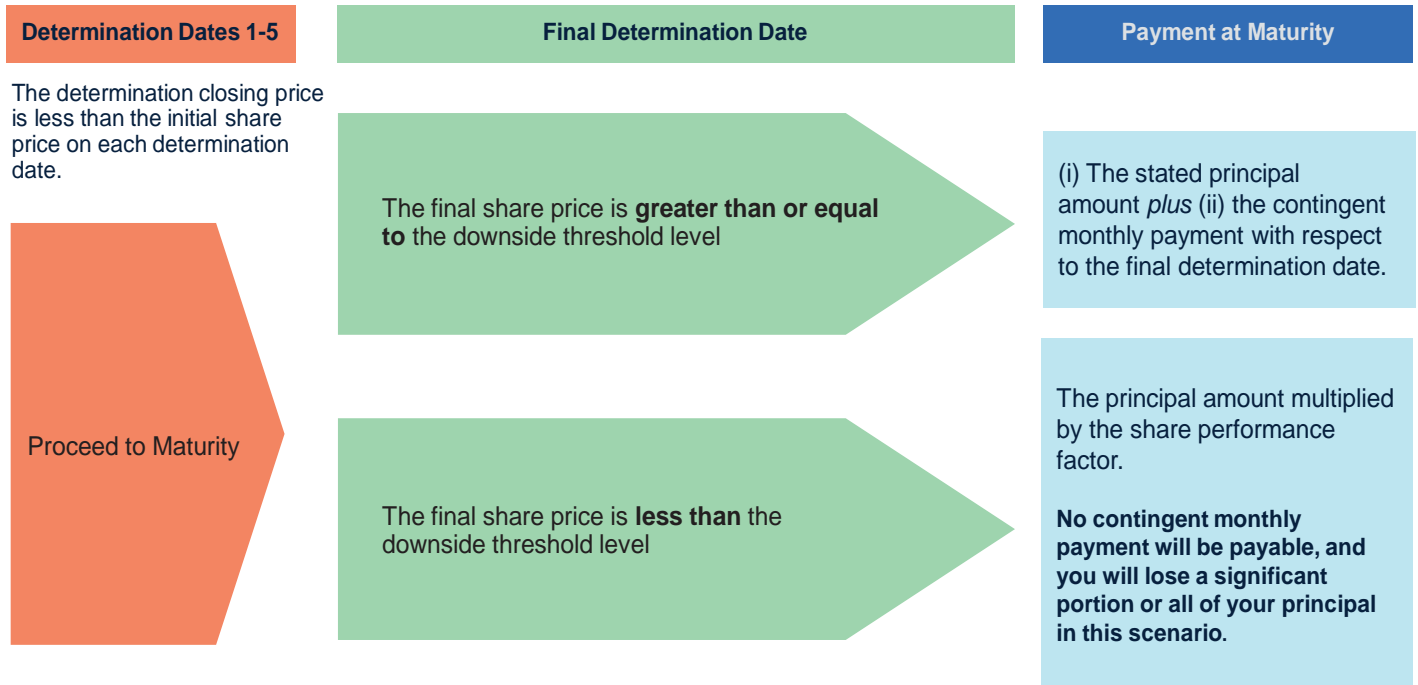 Determination Dates 1-5
Final Determination Date
Payment at Maturity
The determination closing price
is less than the initial share
price on each determination
date.
Proceed to Maturity
The final share price is greater than or equal
to the downside threshold level
(i) The stated principal
amount plus (ii) the contingent
monthly payment with respect
to the final determination date.
The final share price is less than the
downside threshold level
The principal amount multiplied
by the share performance
factor.
No contingent monthly
payment will be payable, and
you will lose a significant
portion or all of your principal
in this scenario.